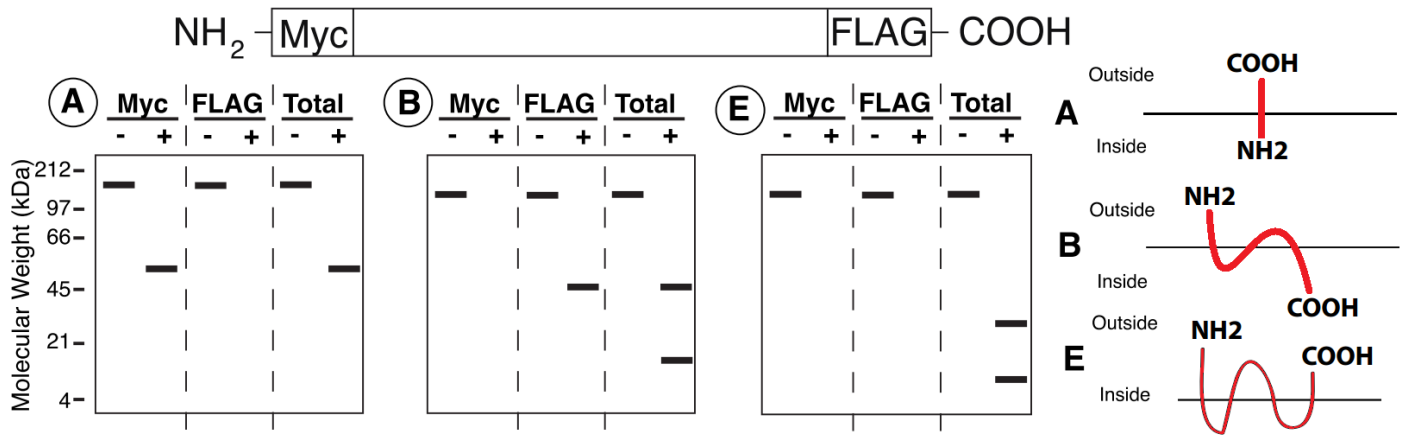 NH2 Myc FLAG COOH
A Myc FLAG Total
- + - + - +
B Myc FLAG Total
- + - + - +
E Myc FLAG Total
- + - + - +
Molecular Weight (kDa)
212
97
66
45
21
4
COOH
Outside
A
Inside
NH2
NH2
Outside
B
Inside
COOH
Outside
NH2
COOH
E
Inside